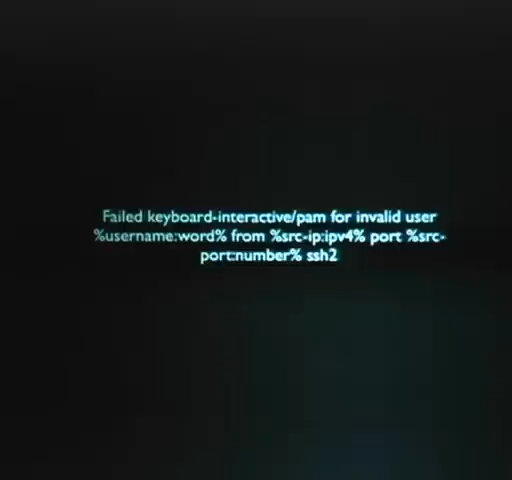 Failed keyboard-interactive/pam for invalid user
%username:word% from %src-ip:ipv4% port %src-
port:number% ssh2